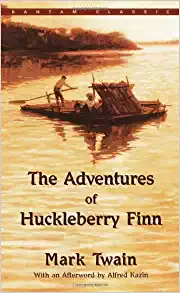 BANTAM CLASSIC
The Adventures
of
Huckleberry Finn
Mark Twain
With an Afterword by Alfred Kazin